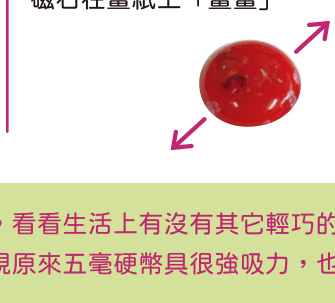 磁石在畫紙上「畫畫」
，看看生活上有沒有其它輕巧的
現原來五毫硬幣具很強吸力，也